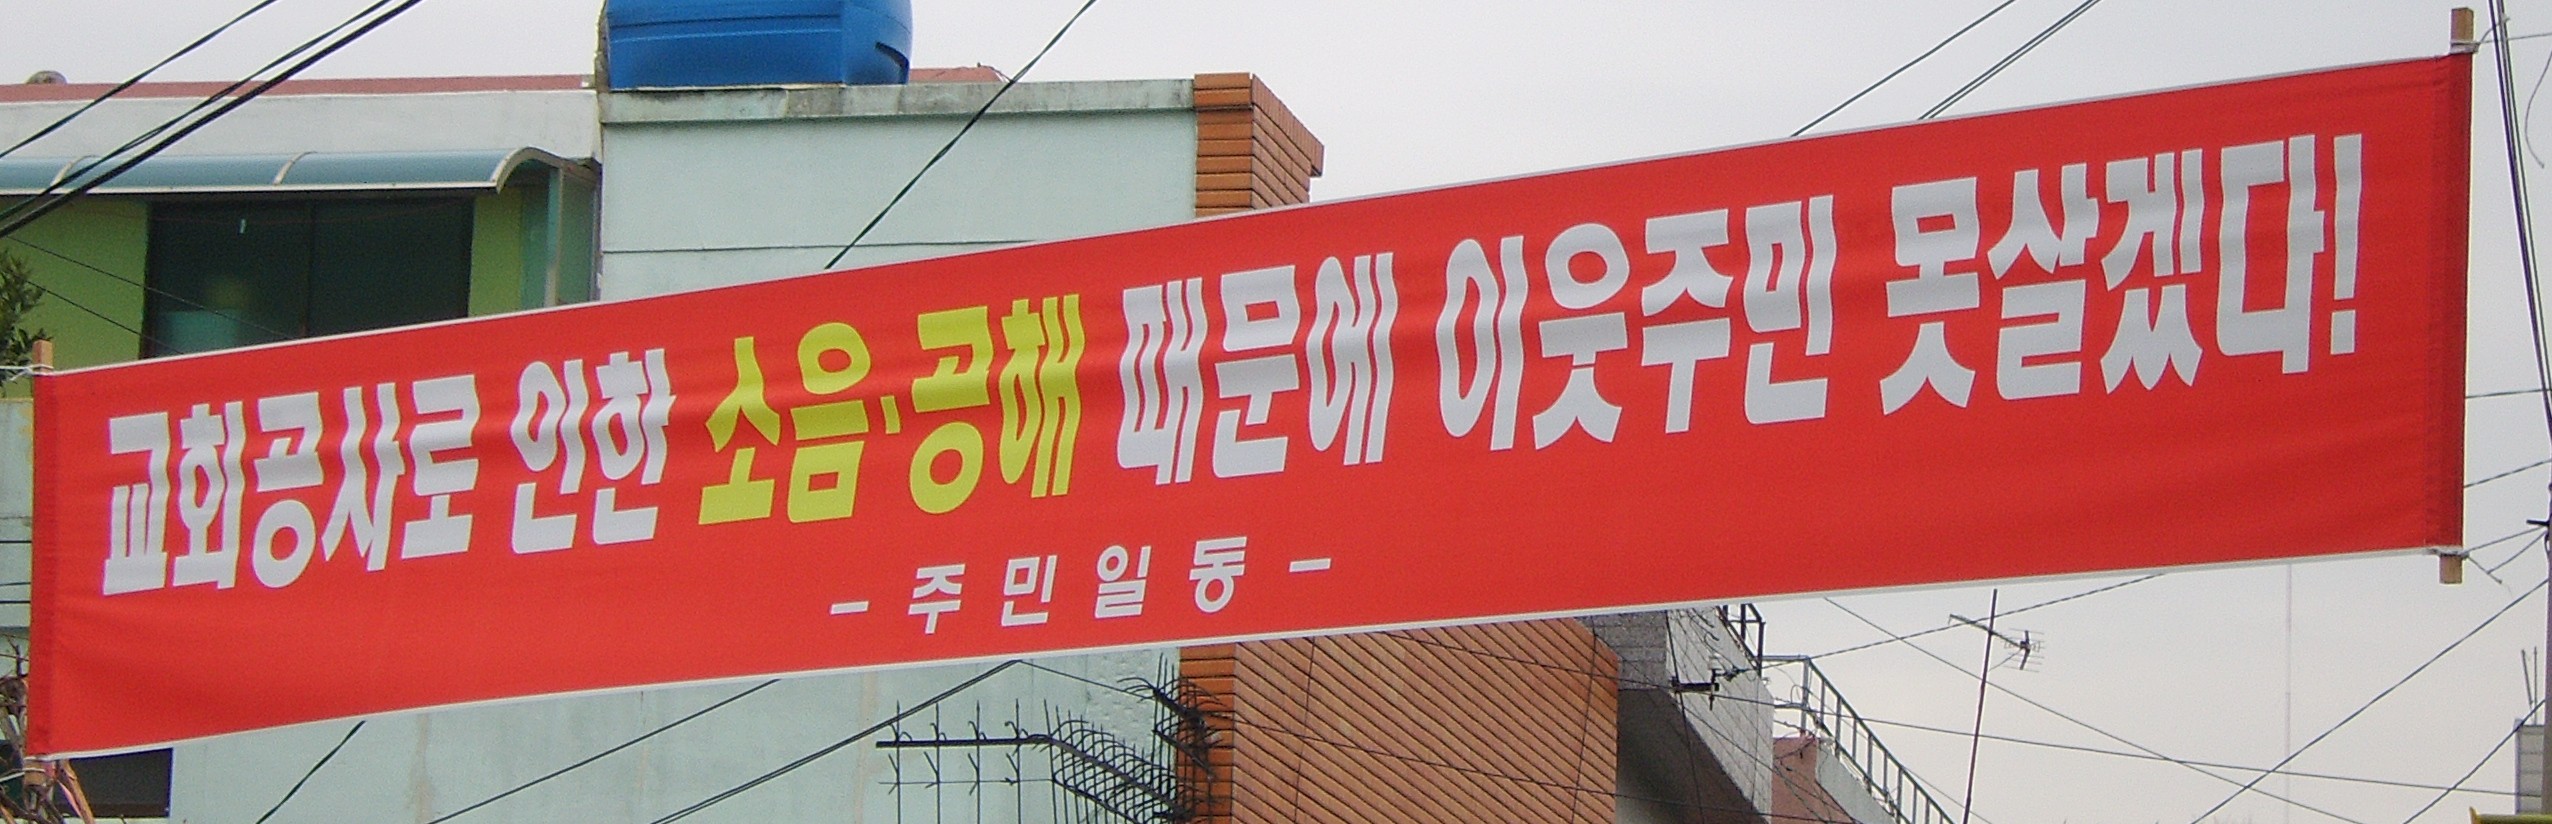 교회공사로 인한 소음,공해 때문에 이웃주민 못살겠다!
- 주민일동 -